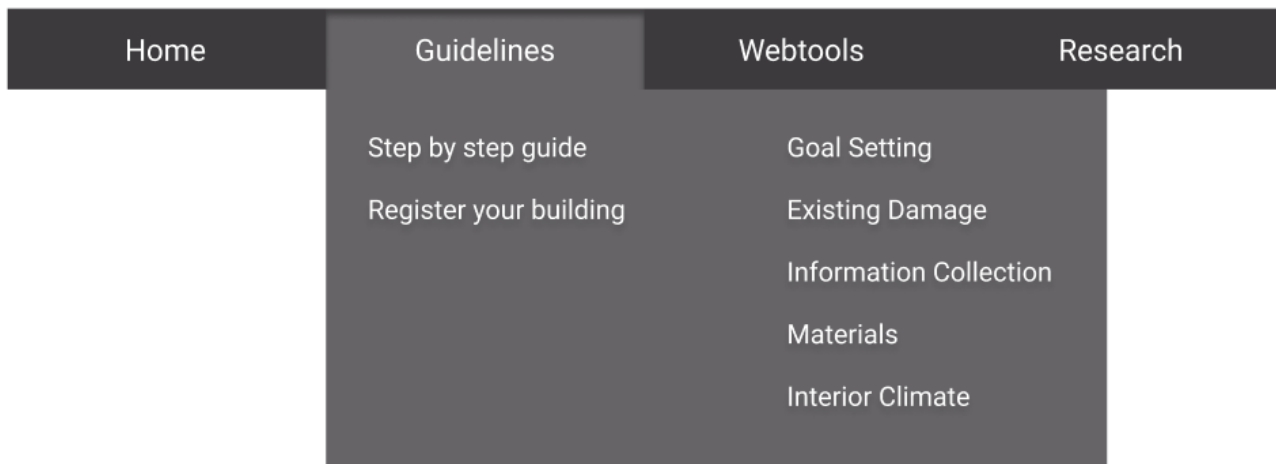 Home Guidelines Webtools Research
Step by step guide
Register your building
Goal Setting
Existing Damage
Information Collection
Materials
Interior Climate